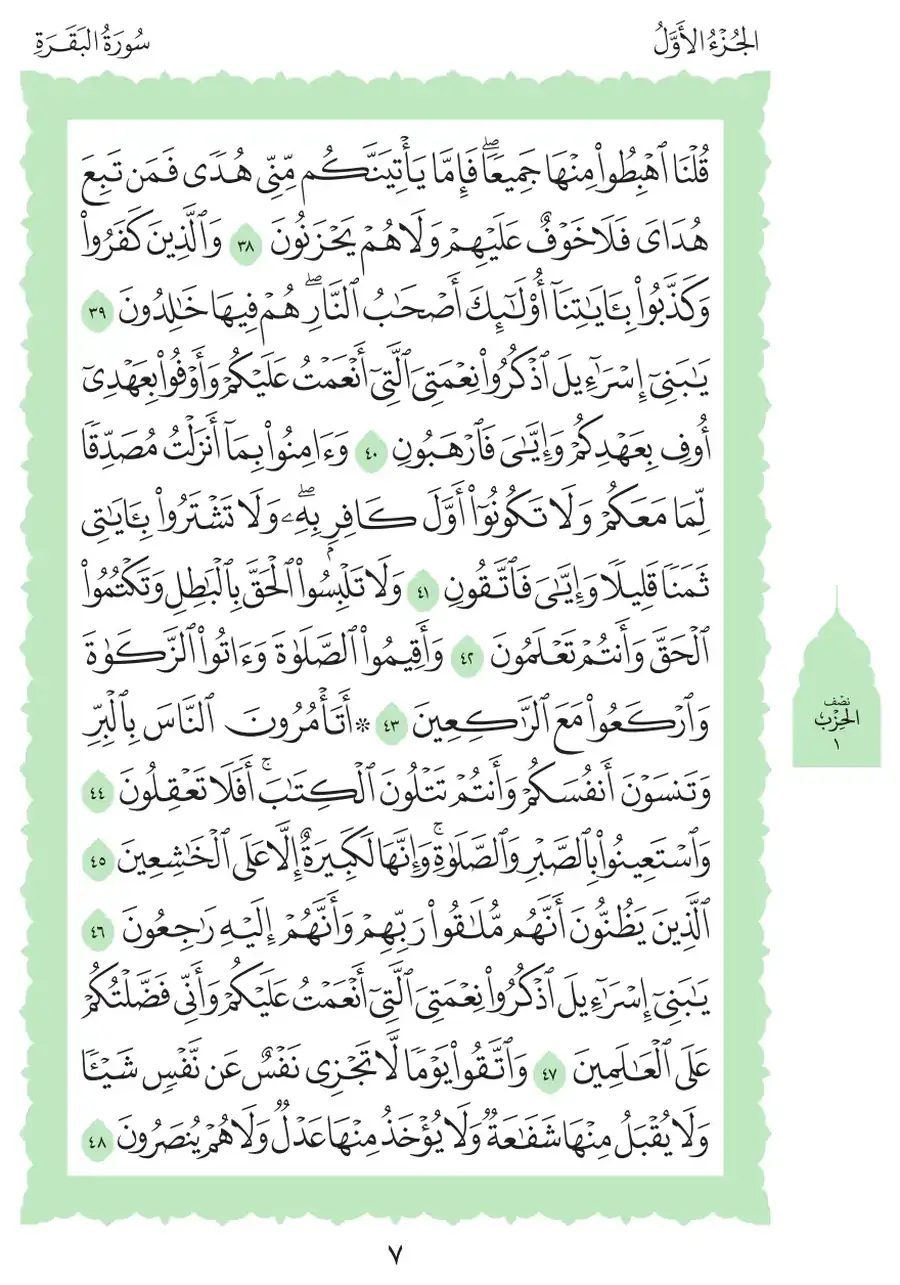 الجُزْءُ الأَوَّلُ
سُورَةُ البَقَرَةِ
قُلۡنَا ٱهۡبِطُواْ مِنۡهَا جَمِيعٗاۖ فَإِمَّا يَأۡتِيَنَّكُم مِّنِّي هُدٗى فَمَن تَبِعَ
هُدَايَ فَلَا خَوۡفٌ عَلَيۡهِمۡ وَلَا هُمۡ يَحۡزَنُونَ ٣٨ وَٱلَّذِينَ كَفَرُواْ
وَكَذَّبُواْ بِـَٔايَٰتِنَآ أُوْلَٰٓئِكَ أَصۡحَٰبُ ٱلنَّارِۖ هُمۡ فِيهَا خَٰلِدُونَ ٣٩
يَٰبَنِيٓ إِسۡرَٰٓءِيلَ ٱذۡكُرُواْ نِعۡمَتِيَ ٱلَّتِيٓ أَنۡعَمۡتُ عَلَيۡكُمۡ وَأَوۡفُواْ بِعَهۡدِيٓ
أُوفِ بِعَهۡدِكُمۡ وَإِيَّٰيَ فَٱرۡهَبُونِ ٤٠ وَءَامِنُواْ بِمَآ أَنزَلۡتُ مُصَدِّقٗا
لِّمَا مَعَكُمۡ وَلَا تَكُونُوٓاْ أَوَّلَ كَافِرِۭ بِهِۦۖ وَلَا تَشۡتَرُواْ بِـَٔايَٰتِي
ثَمَنٗا قَلِيلٗا وَإِيَّٰيَ فَٱتَّقُونِ ٤١ وَلَا تَلۡبِسُواْ ٱلۡحَقَّ بِٱلۡبَٰطِلِ وَتَكۡتُمُواْ
ٱلۡحَقَّ وَأَنتُمۡ تَعۡلَمُونَ ٤٢ وَأَقِيمُواْ ٱلصَّلَوٰةَ وَءَاتُواْ ٱلزَّكَوٰةَ
وَٱرۡكَعُواْ مَعَ ٱلرَّٰكِعِينَ ٤٣ ۞ أَتَأۡمُرُونَ ٱلنَّاسَ بِٱلۡبِرِّ
وَتَنسَوۡنَ أَنفُسَكُمۡ وَأَنتُمۡ تَتۡلُونَ ٱلۡكِتَٰبَۚ أَفَلَا تَعۡقِلُونَ ٤٤
وَٱسۡتَعِينُواْ بِٱلصَّبۡرِ وَٱلصَّلَوٰةِۚ وَإِنَّهَا لَكَبِيرَةٌ إِلَّا عَلَى ٱلۡخَٰشِعِينَ ٤٥
ٱلَّذِينَ يَظُنُّونَ أَنَّهُم مُّلَٰقُواْ رَبِّهِمۡ وَأَنَّهُمۡ إِلَيۡهِ رَٰجِعُونَ ٤٦
يَٰبَنِيٓ إِسۡرَٰٓءِيلَ ٱذۡكُرُواْ نِعۡمَتِيَ ٱلَّتِيٓ أَنۡعَمۡتُ عَلَيۡكُمۡ وَأَنِّي فَضَّلۡتُكُمۡ
عَلَى ٱلۡعَٰلَمِينَ ٤٧ وَٱتَّقُواْ يَوۡمٗا لَّا تَجۡزِي نَفۡسٌ عَن نَّفۡسٖ شَيۡـٔٗا
وَلَا يُقۡبَلُ مِنۡهَا شَفَٰعَةٞ وَلَا يُؤۡخَذُ مِنۡهَا عَدۡلٞ وَلَا هُمۡ يُنصَرُونَ ٤٨
نصْف
الحِزْب
١
٧